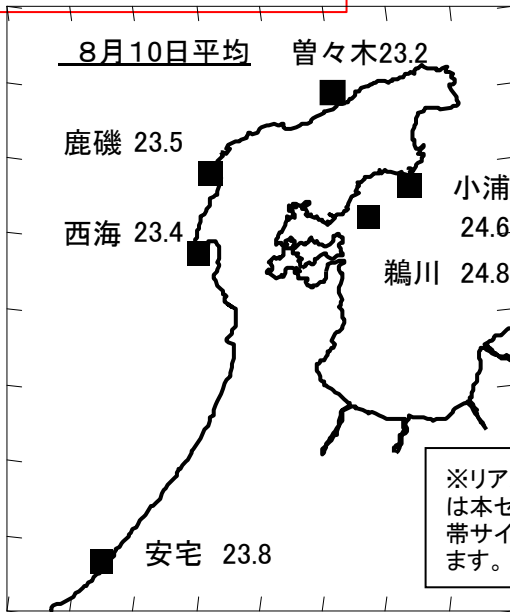 8月10日平均
曽々木23.2
鹿磯 23.5
小浦
24.6
西海 23.4
鵜川 24.8
※リア
は本セ
帯サイ
ます。
安宅 23.8